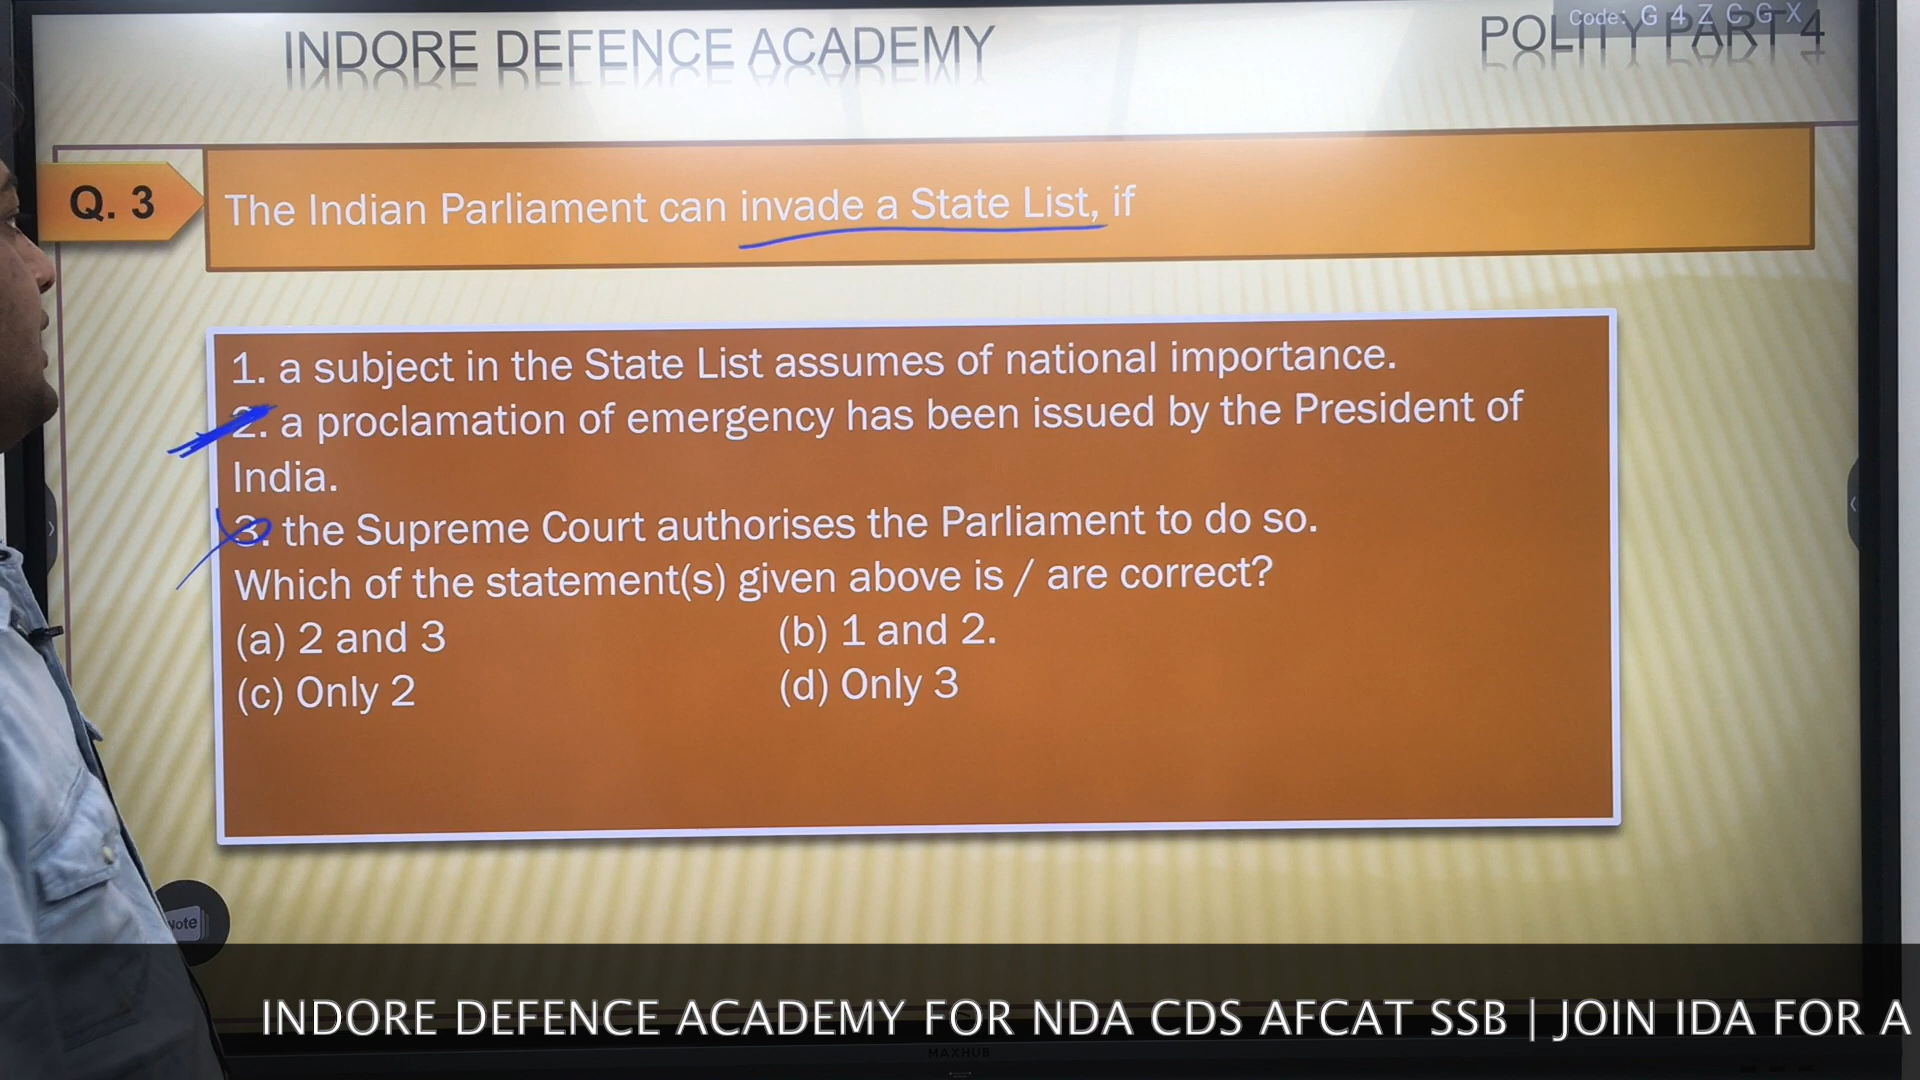 INDORE DEFENCE ACADEMY
POLITY PART 4
Code: G 4 Z C G X
Q. 3
The Indian Parliament can invade a State List, if
1. a subject in the State List assumes of national importance.
2. a proclamation of emergency has been issued by the President of
India.
3. the Supreme Court authorises the Parliament to do so.
Which of the statement(s) given above is / are correct?
(a) 2 and 3 (b) 1 and 2.
(c) Only 2 (d) Only 3
Note
INDORE DEFENCE ACADEMY FOR NDA CDS AFCAT SSB | JOIN IDA FOR A
MAXHUB